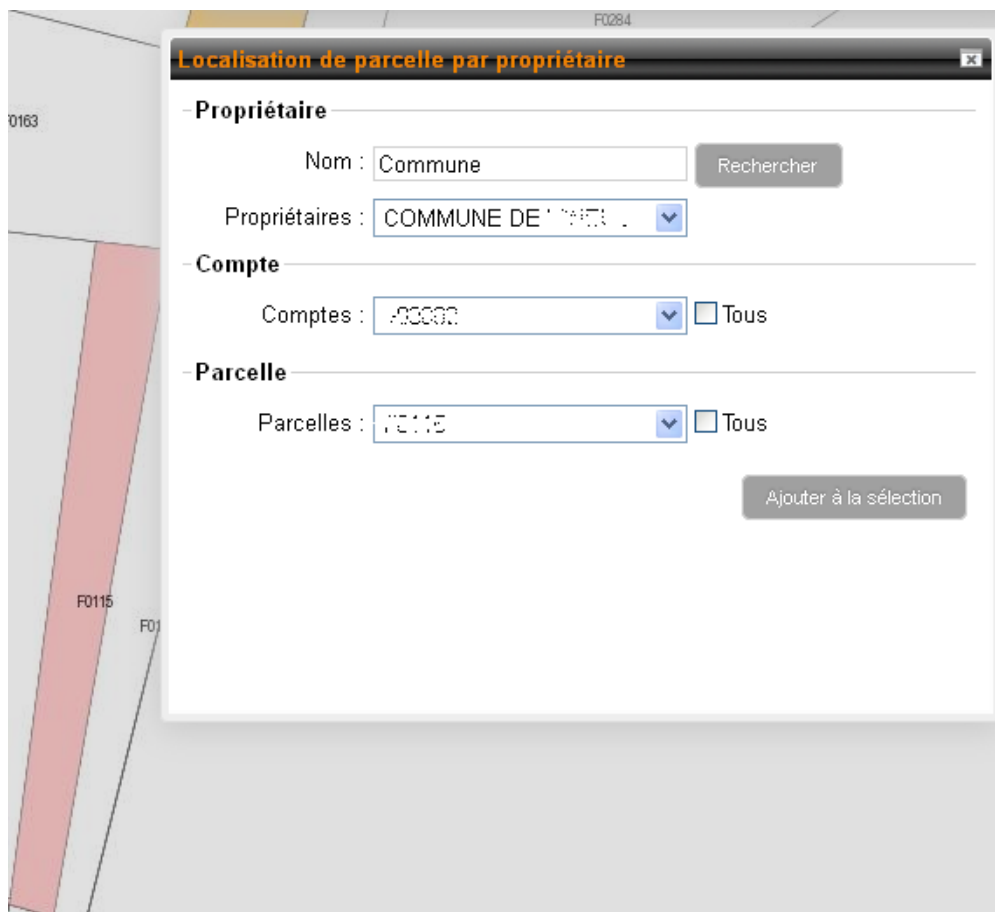 F0284
Localisation de parcelle par propriétaire
F0163
Propriétaire
Nom : Commune Rechercher
Propriétaires : COMMUNE DE
Compte
Comptes : Tous
Parcelle
Parcelles : Tous
Ajouter à la sélection
F0115